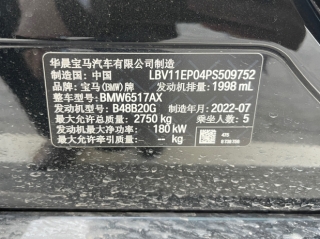 华晨宝马汽车有限公司制造
制造国：中国 LBV11EP04PS509752
品牌：宝马(BMW)牌 发动机排量：1998 mL
整车型号：BMW6517AX
发动机型号：B48B20G 制造年月：2022-07
最大允许总质量：2750 kg 乘坐人数：5
发动机最大净功率：180 kW
最大允许牵引质量：-- kg
475